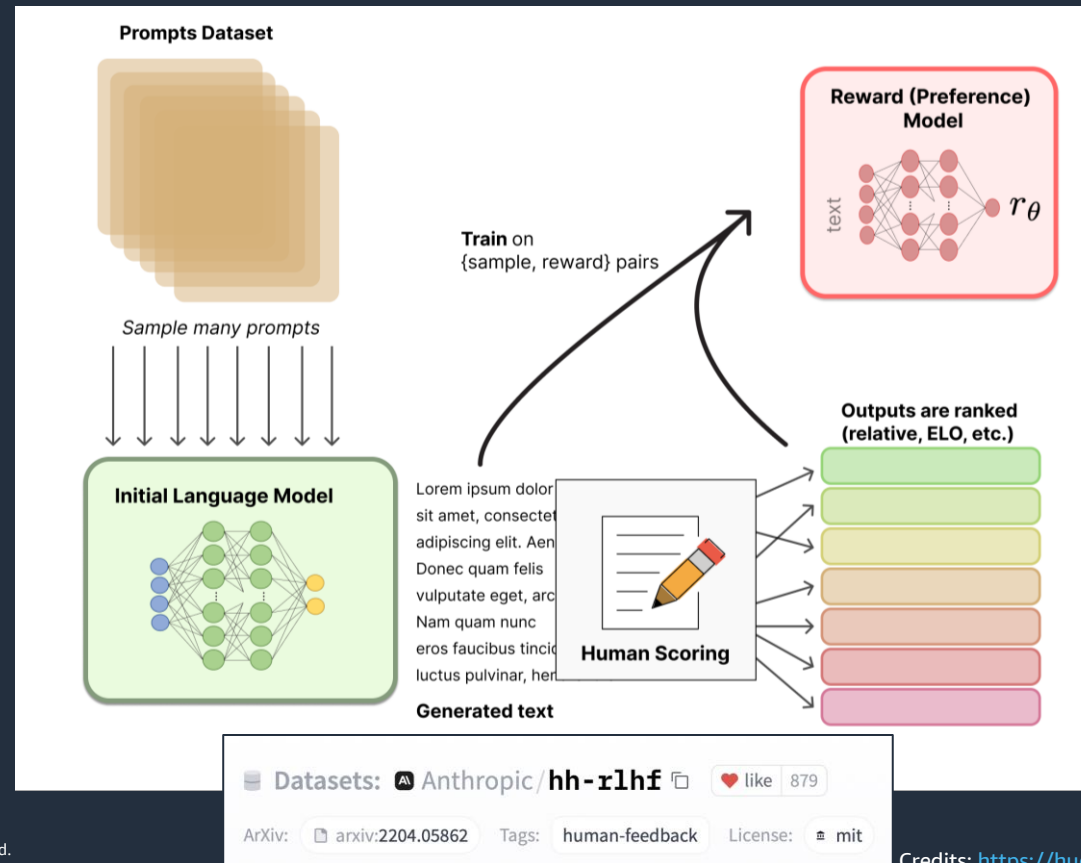 Prompts Dataset
Sample many prompts
Initial Language Model
Train on
{sample, reward} pairs
Reward (Preference)
Model
text
r_θ
Lorem ipsum dolor
sit amet, consectet
adipiscing elit. Aen
Donec quam felis
vulputate eget, arc
Nam quam nunc
eros faucibus tincid
luctus pulvinar, her
Generated text
Human Scoring
Outputs are ranked
(relative, ELO, etc.)
Datasets: Anthropic/hh-rlhf like 879
ArXiv: arxiv:2204.05862 Tags: human-feedback License: mit
d.
Credits: https://hu